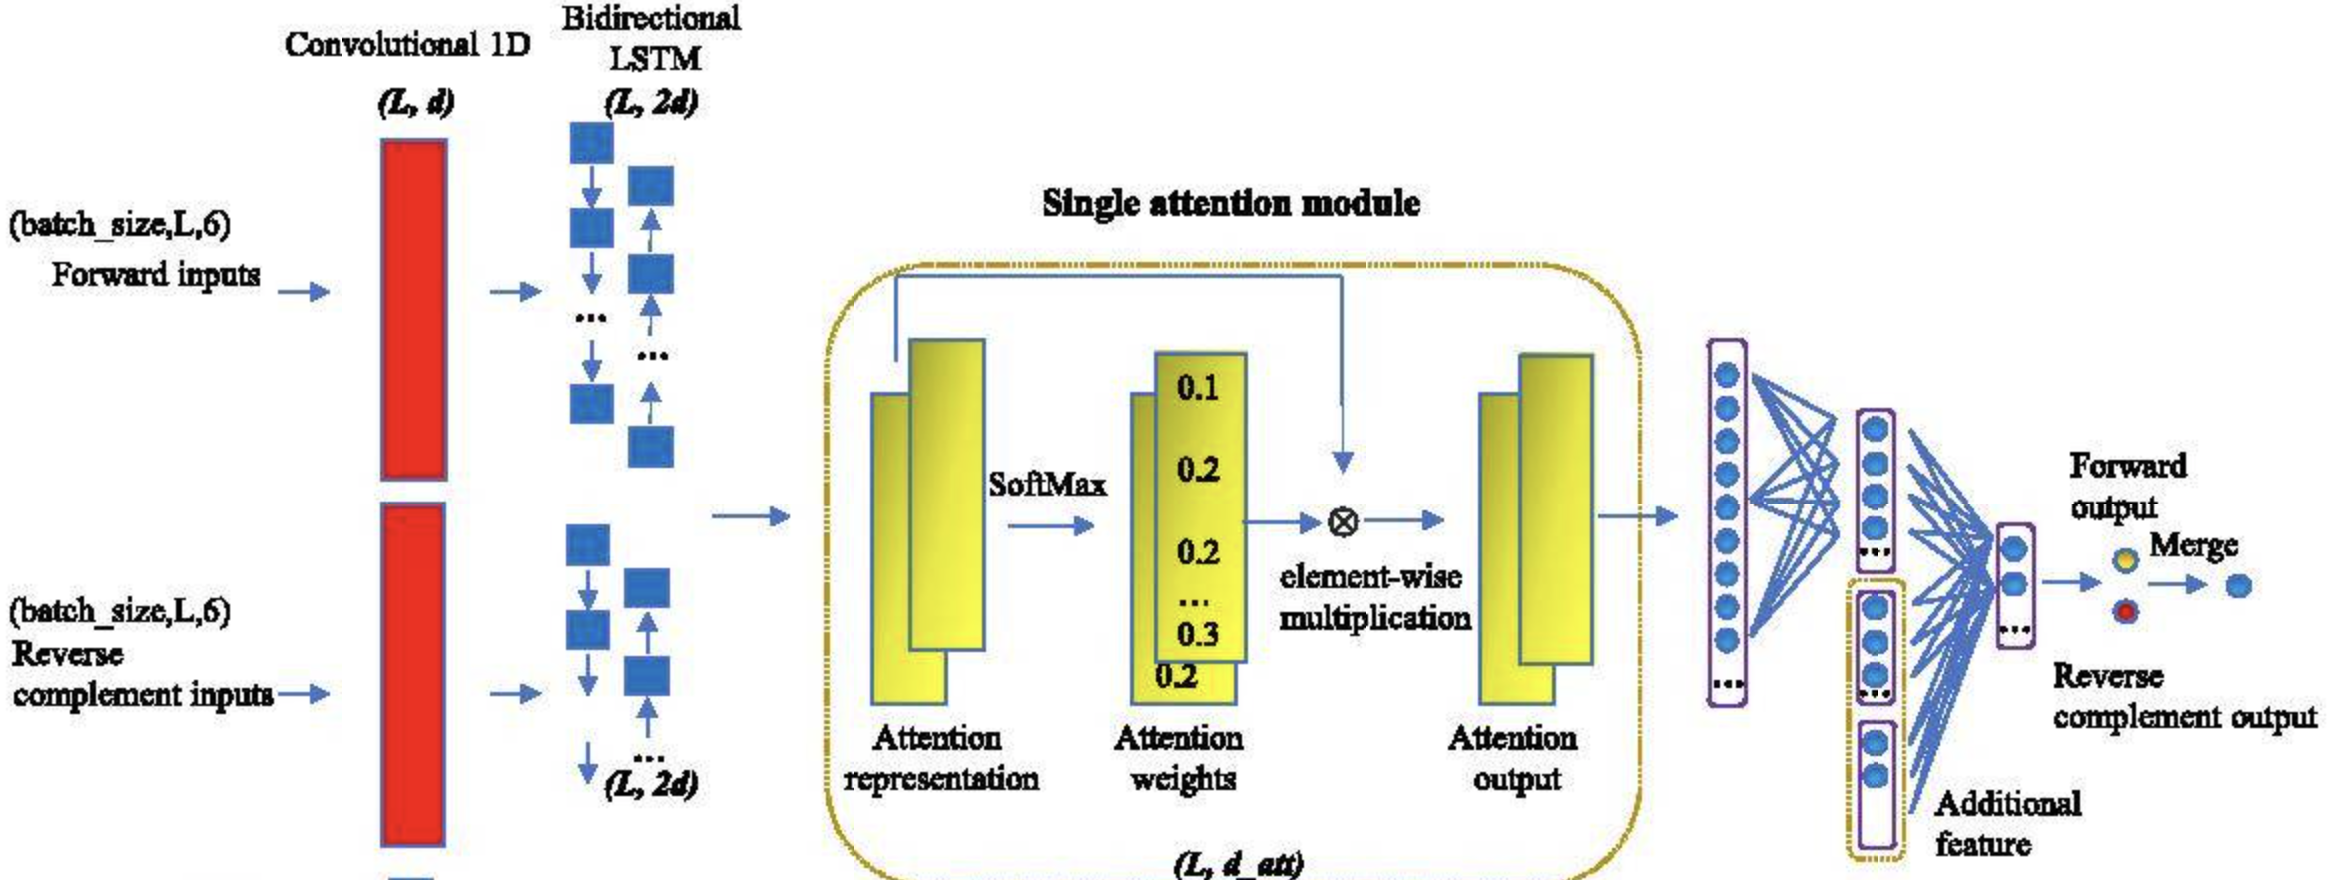 Convolutional 1D
(L, d)
Bidirectional
LSTM
(L, 2d)
(batch_size,L,6)
Forward inputs
...
...
(batch_size,L,6)
Reverse
complement inputs
...
(L, 2d)
Single attention module
SoftMax
0.1
0.2
0.2
...
0.3
0.2
element-wise
multiplication
Attention
representation
Attention
weights
Attention
output
(L, d_att)
...
...
...
...
Additional
feature
Forward
output
Merge
Reverse
complement output